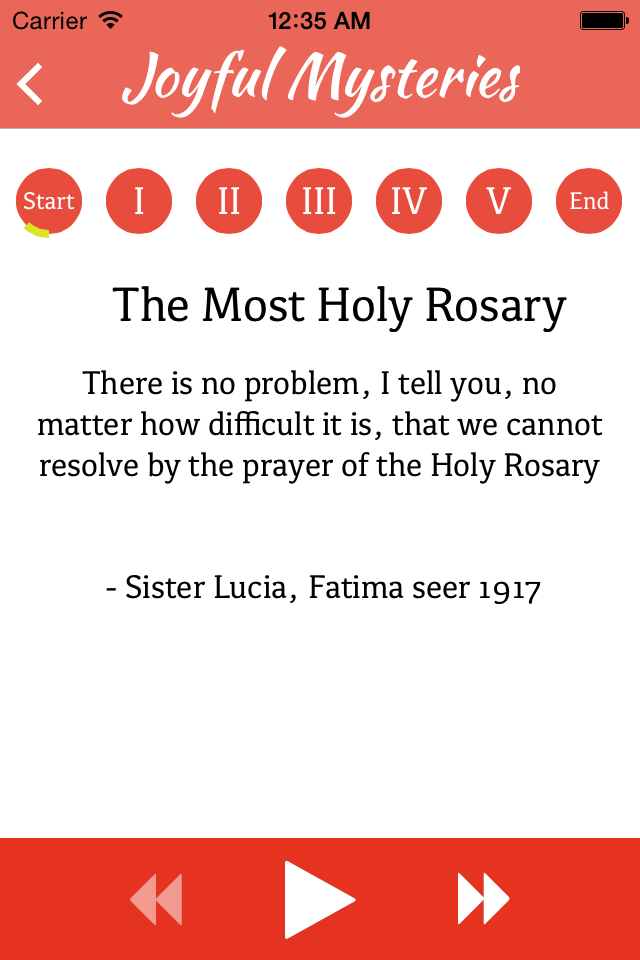 Carrier 12:35 AM
Joyful Mysteries
Start I II III IV V End
The Most Holy Rosary
There is no problem, I tell you, no
matter how difficult it is, that we cannot
resolve by the prayer of the Holy Rosary
- Sister Lucia, Fatima seer 1917